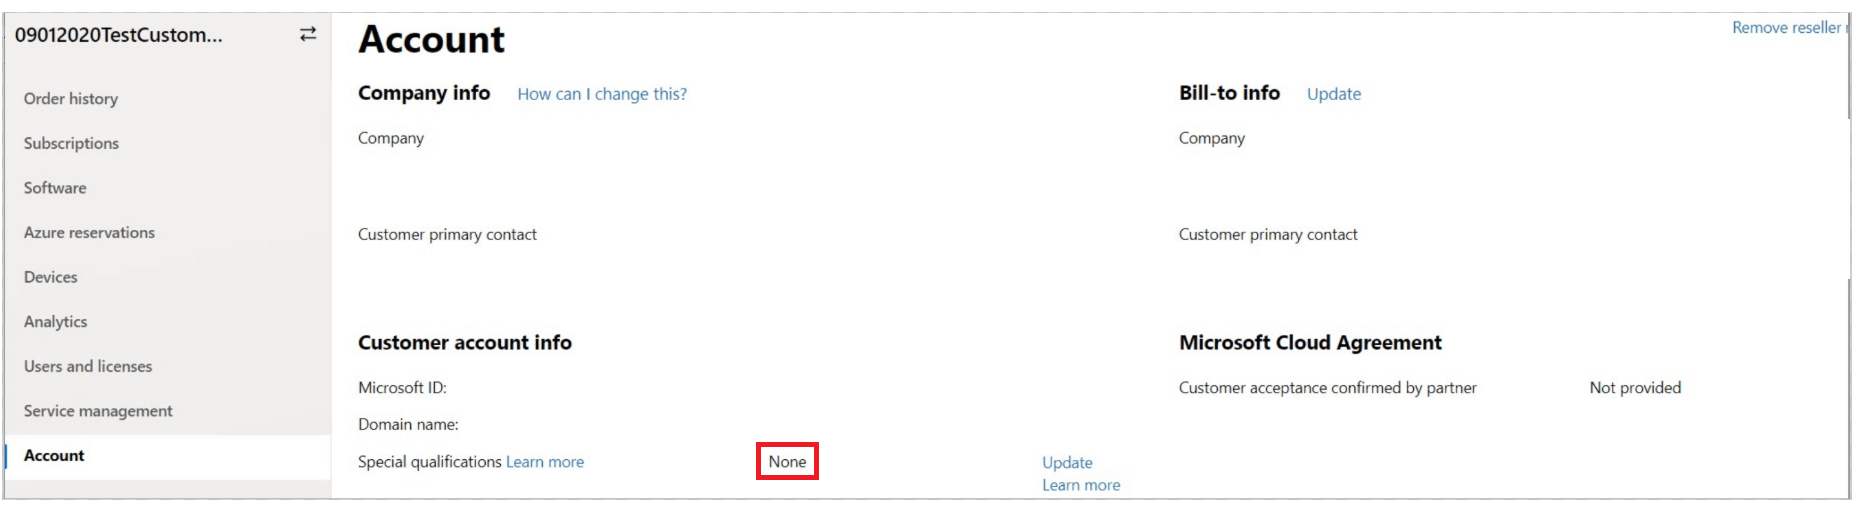 09012020TestCustom...
Order history
Subscriptions
Software
Azure reservations
Devices
Analytics
Users and licenses
Service management
Account
Account
Remove reseller
Company info How can I change this?
Company
Customer primary contact
Bill-to info Update
Company
Customer primary contact
Customer account info
Microsoft ID:
Domain name:
Special qualifications Learn more None Update
Learn more
Microsoft Cloud Agreement
Customer acceptance confirmed by partner Not provided